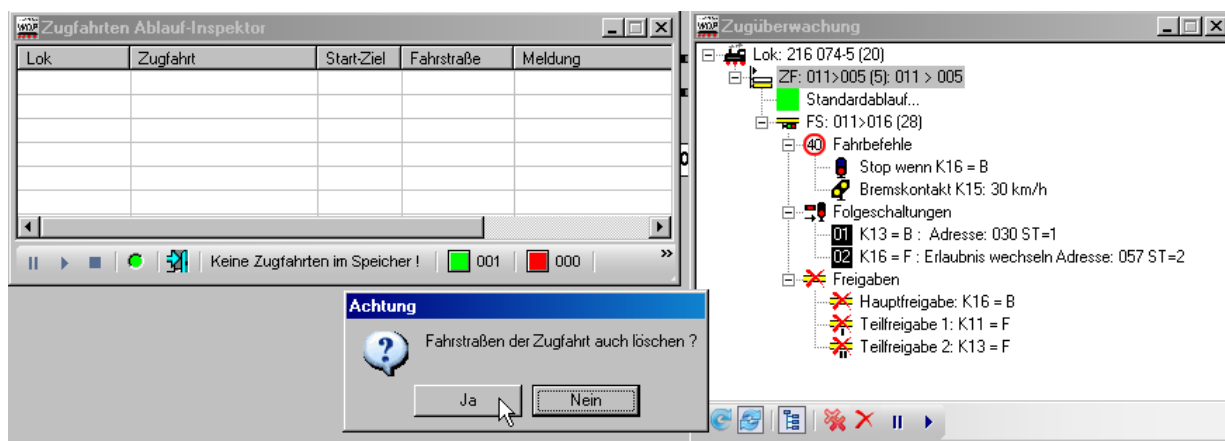 WDP Zugfahrten Ablauf-Inspektor
Lok Zugfahrt Start-Ziel Fahrstraße Meldung
Keine Zugfahrten im Speicher ! 001 000 »
Achtung
Fahrstraßen der Zugfahrt auch löschen ?
Ja Nein
WDP Zugüberwachung
Lok: 216 074-5 (20)
ZF: 011>005 (5): 011 > 005
Standardablauf...
FS: 011>016 (28)
40 Fahrbefehle
Stop wenn K16 = B
Bremskontakt K15: 30 km/h
Folgeschaltungen
01 K13 = B : Adresse: 030 ST=1
02 K16 = F : Erlaubnis wechseln Adresse: 057 ST=2
Freigaben
Hauptfreigabe: K16 = B
I Teilfreigabe 1: K11 = F
II Teilfreigabe 2: K13 = F